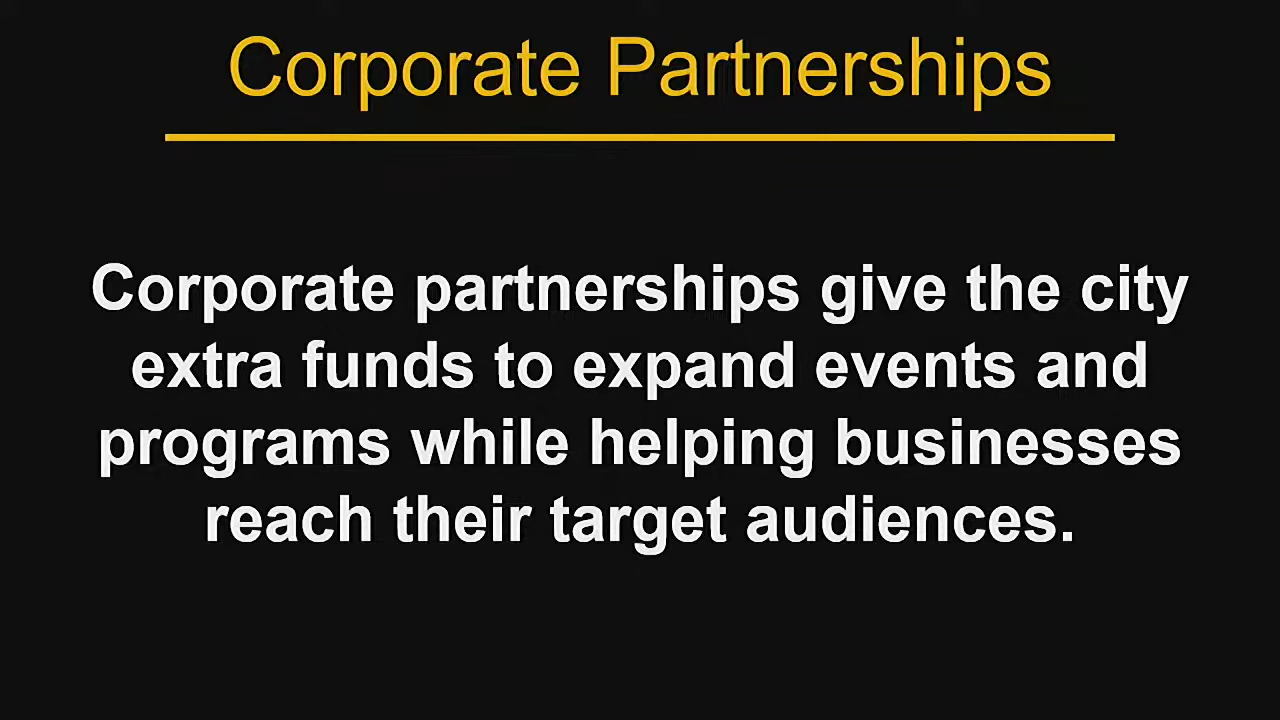 Corporate Partnerships
Corporate partnerships give the city
extra funds to expand events and
programs while helping businesses
reach their target audiences.